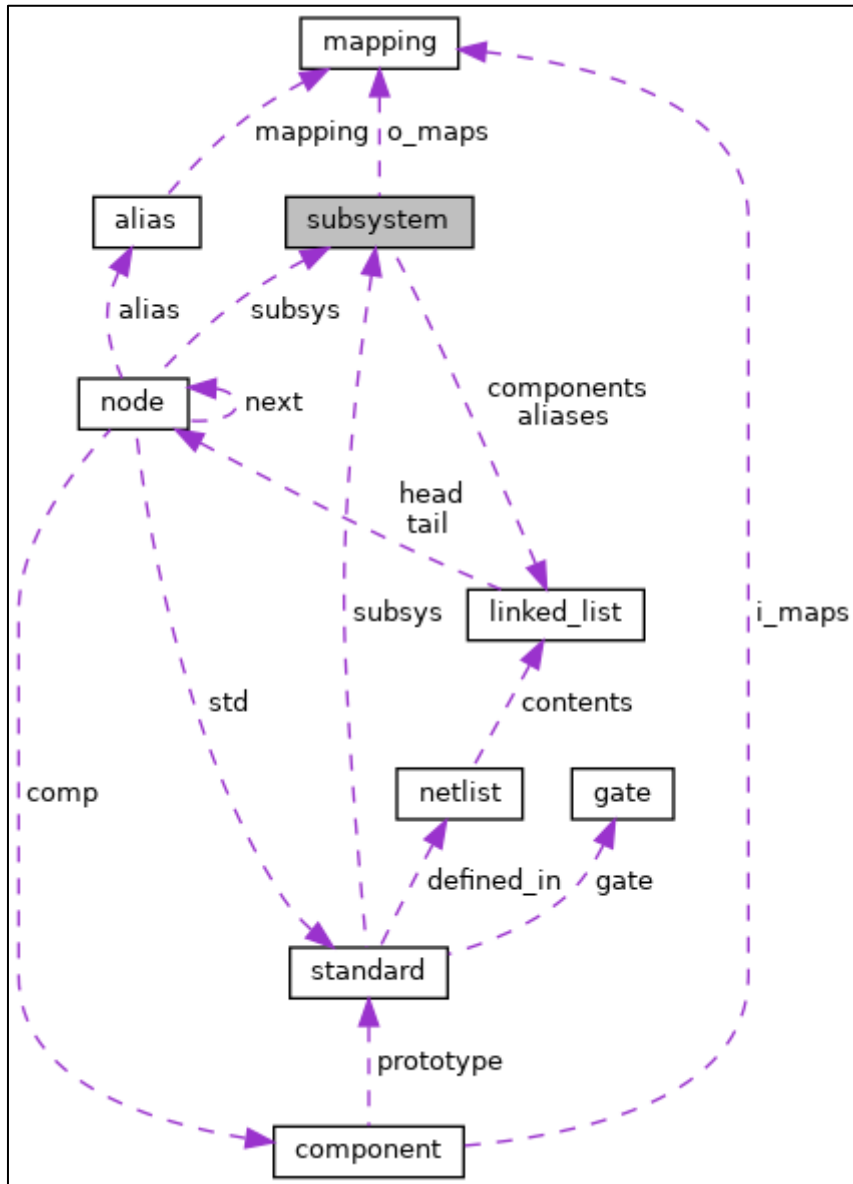 mapping
mapping
o_maps
alias
subsystem
alias
subsys
node
next
components
aliases
head
tail
subsys
linked_list
i_maps
std
contents
comp
netlist
gate
defined_in
gate
standard
prototype
component